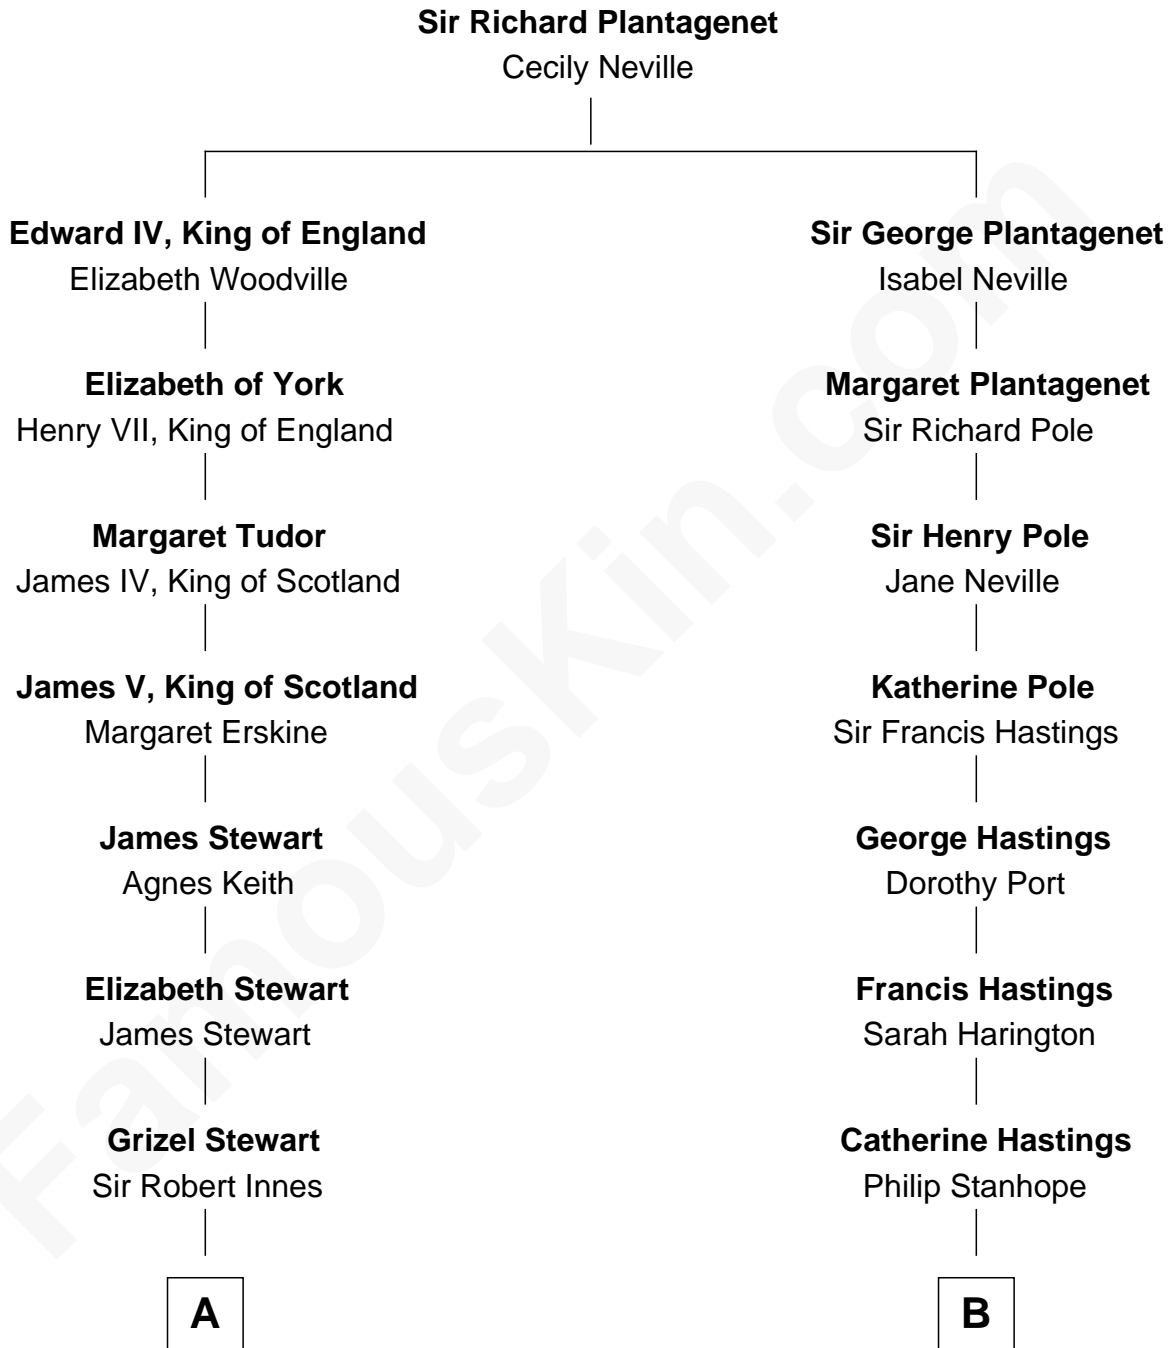 Sir Richard Plantagenet
Cecily Neville
Edward IV, King of England
Elizabeth Woodville
Sir George Plantagenet
Isabel Neville
Elizabeth of York
Henry VII, King of England
Margaret Plantagenet
Sir Richard Pole
Margaret Tudor
James IV, King of Scotland
Sir Henry Pole
Jane Neville
James V, King of Scotland
Margaret Erskine
Katherine Pole
Sir Francis Hastings
James Stewart
Agnes Keith
George Hastings
Dorothy Port
Elizabeth Stewart
James Stewart
Francis Hastings
Sarah Harington
Grizel Stewart
Sir Robert Innes
Catherine Hastings
Philip Stanhope
A
B
FamousKin.com